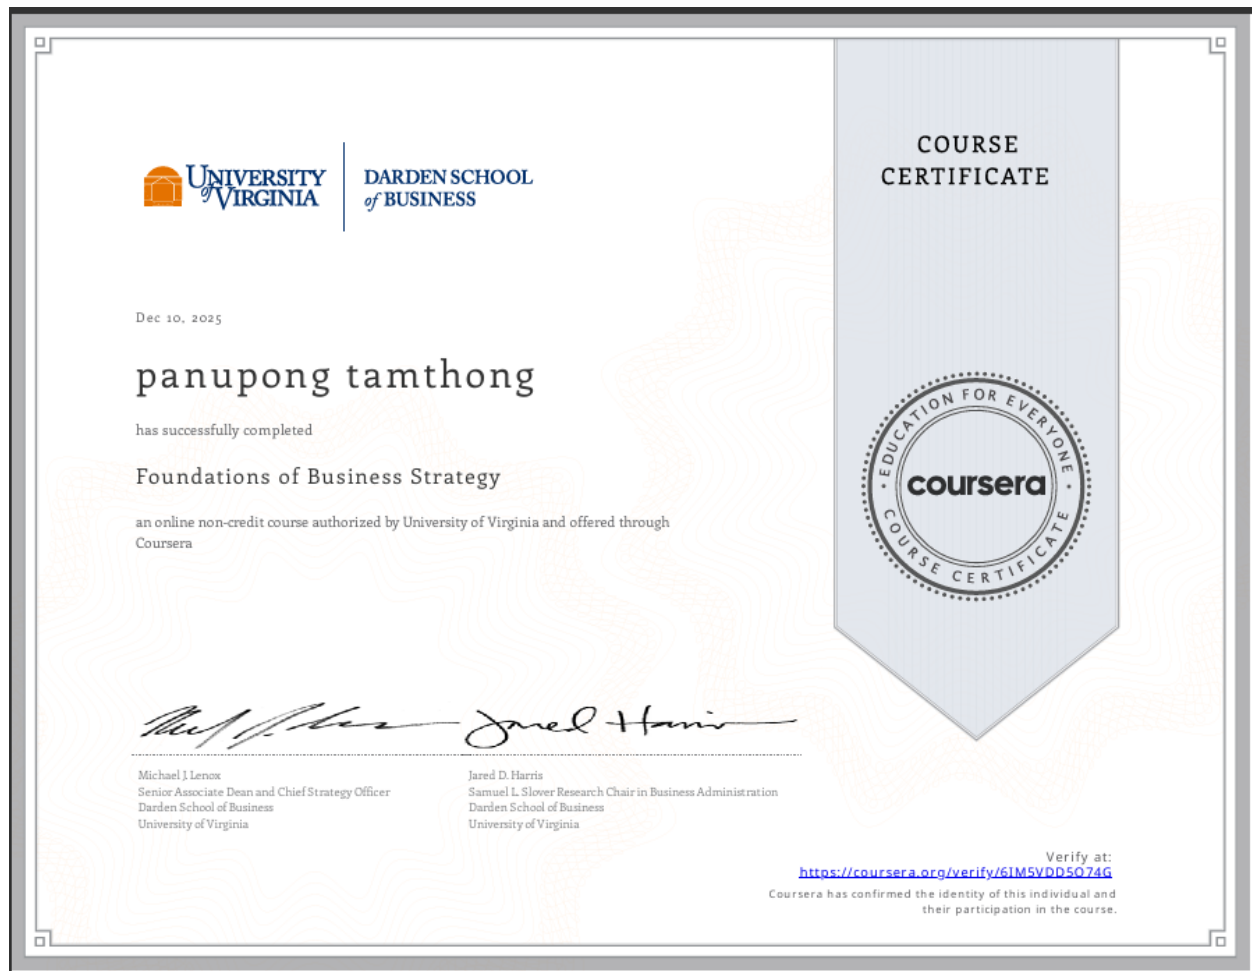 UNIVERSITY
of VIRGINIA
DARDEN SCHOOL
of BUSINESS
COURSE
CERTIFICATE
Dec 10, 2025
panupong tamthong
has successfully completed
Foundations of Business Strategy
an online non-credit course authorized by University of Virginia and offered through
Coursera
EDUCATION FOR EVERYONE
coursera
COURSE CERTIFICATE
Jared Harris
Michael J. Lenox
Senior Associate Dean and Chief Strategy Officer
Darden School of Business
University of Virginia
Jared D. Harris
Samuel L. Slover Research Chair in Business Administration
Darden School of Business
University of Virginia
Verify at:
https://coursera.org/verify/6IM5VDD5O74G
Coursera has confirmed the identity of this individual and
their participation in the course.